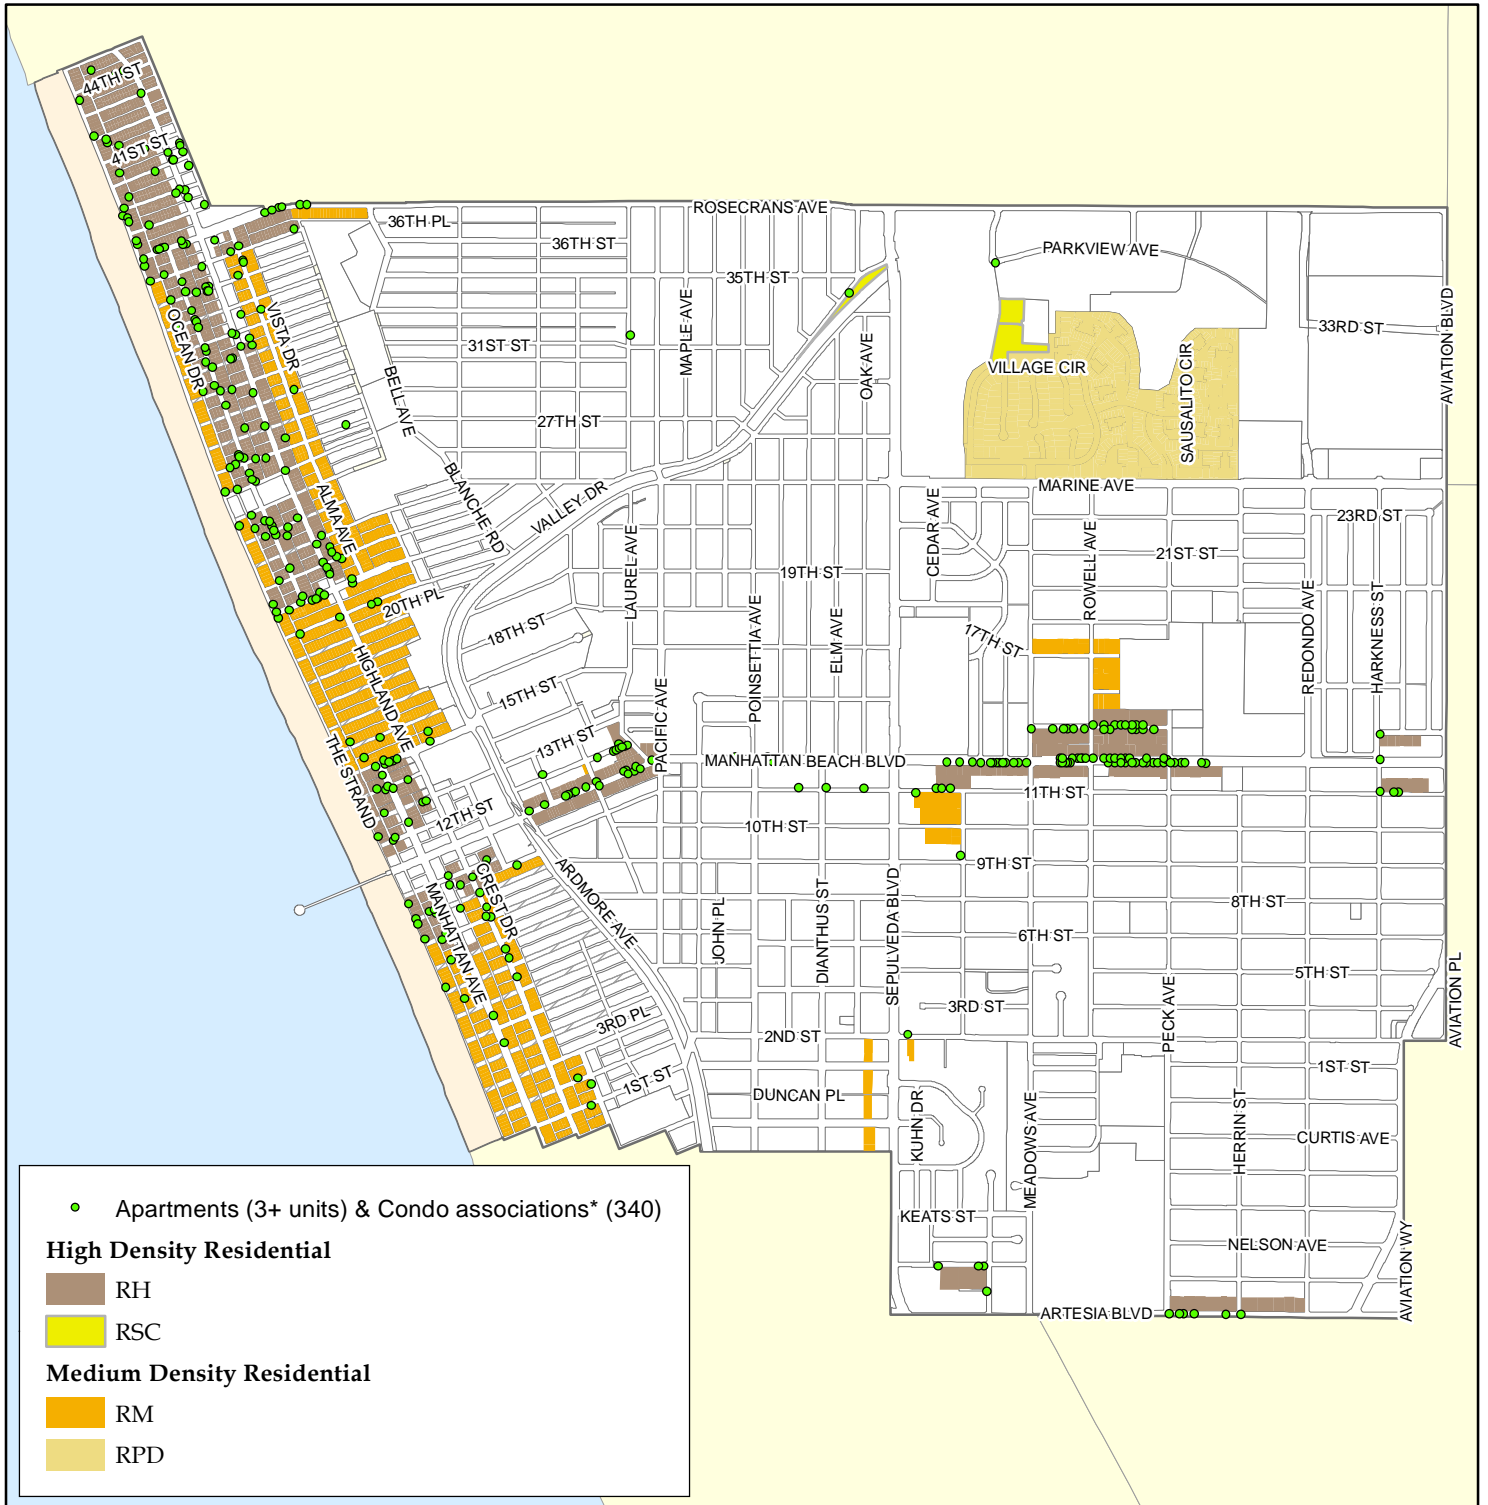 44TH ST
41ST ST
ROSECRANS AVE
36TH PL
36TH ST
PARKVIEW AVE
35TH ST
OCEAN DR
VISTA DR
31ST ST
MAPLE AVE
OAK AVE
33RD ST
AVIATION BLVD
VILLAGE CIR
SAUSALITO CIR
BELL AVE
27TH ST
MARINE AVE
ALMA AVE
BLANCHE RD
VALLEY DR
LAUREL AVE
CEDAR AVE
ROWELL AVE
23RD ST
21ST ST
19TH ST
20TH PL
18TH ST
POINSETTIA AVE
ELM AVE
17TH ST
REDONDO AVE
HARKNESS ST
HIGHLAND AVE
15TH ST
PACIFIC AVE
13TH ST
THE STRAND
MANHATTAN BEACH BLVD
11TH ST
12TH ST
10TH ST
9TH ST
CREST DR
ARDMORE AVE
MANHATTAN AVE
JOHN PL
DIANTHUS ST
SEPULVEDA BLVD
8TH ST
6TH ST
5TH ST
3RD ST
3RD PL
2ND ST
PECK AVE
AVIATION PL
1ST ST
1ST ST
DUNCAN PL
KUHN DR
MEADOWS AVE
HERRIN ST
CURTIS AVE
KEATS ST
NELSON AVE
AVIATION WY
ARTESIA BLVD
Apartments (3+ units) & Condo associations* (340)
High Density Residential
RH
RSC
Medium Density Residential
RM
RPD